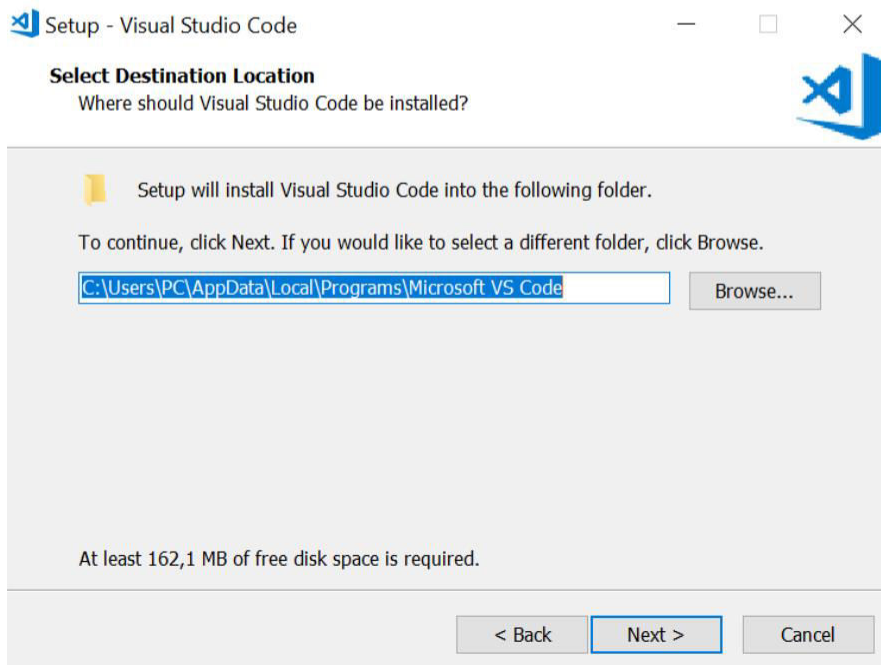 Setup - Visual Studio Code
Select Destination Location
Where should Visual Studio Code be installed?
Setup will install Visual Studio Code into the following folder.
To continue, click Next. If you would like to select a different folder, click Browse.
C:\Users\PC\AppData\Local\Programs\Microsoft VS Code
Browse...
At least 162,1 MB of free disk space is required.
< Back
Next >
Cancel